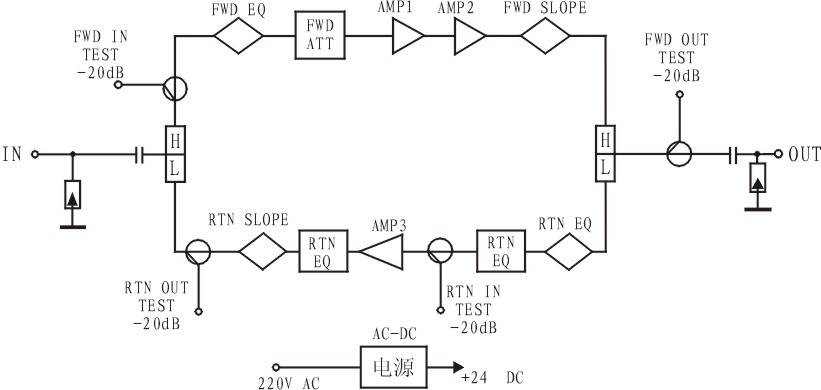 FWD EQ
FWD
ATT
AMP1
AMP2
FWD SLOPE
FWD IN
TEST
-20dB
FWD OUT
TEST
-20dB
IN
H
L
H
L
OUT
RTN SLOPE
RTN
EQ
AMP3
RTN
EQ
RTN EQ
RTN OUT
TEST
-20dB
RTN IN
TEST
-20dB
AC-DC
220V AC
电源
+24 DC